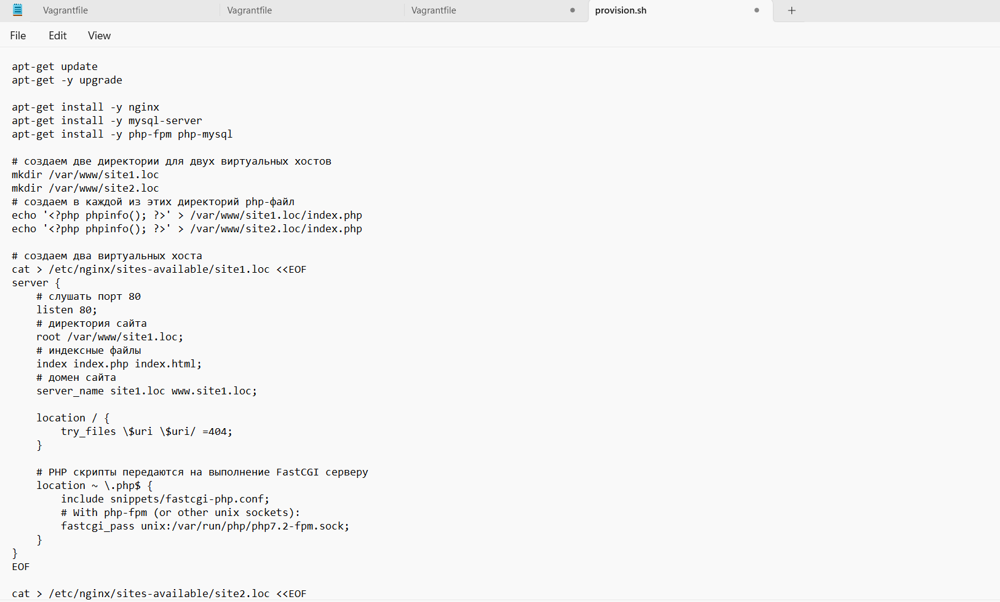 Vagrantfile
Vagrantfile
Vagrantfile
provision.sh
File Edit View
apt-get update
apt-get -y upgrade
apt-get install -y nginx
apt-get install -y mysql-server
apt-get install -y php-fpm php-mysql
# создаем две директории для двух виртуальных хостов
mkdir /var/www/site1.loc
mkdir /var/www/site2.loc
# создаем в каждой из этих директорий php-файл
echo '<?php phpinfo(); ?>' > /var/www/site1.loc/index.php
echo '<?php phpinfo(); ?>' > /var/www/site2.loc/index.php
# создаем два виртуальных хоста
cat > /etc/nginx/sites-available/site1.loc <<EOF
server {
# слушать порт 80
listen 80;
# директория сайта
root /var/www/site1.loc;
# индексные файлы
index index.php index.html;
# домен сайта
server_name site1.loc www.site1.loc;
location / {
try_files \$uri \$uri/ =404;
}
# PHP скрипты передаются на выполнение FastCGI серверу
location ~ \.php$ {
include snippets/fastcgi-php.conf;
# With php-fpm (or other unix sockets):
fastcgi_pass unix:/var/run/php/php7.2-fpm.sock;
}
}
EOF
cat > /etc/nginx/sites-available/site2.loc <<EOF